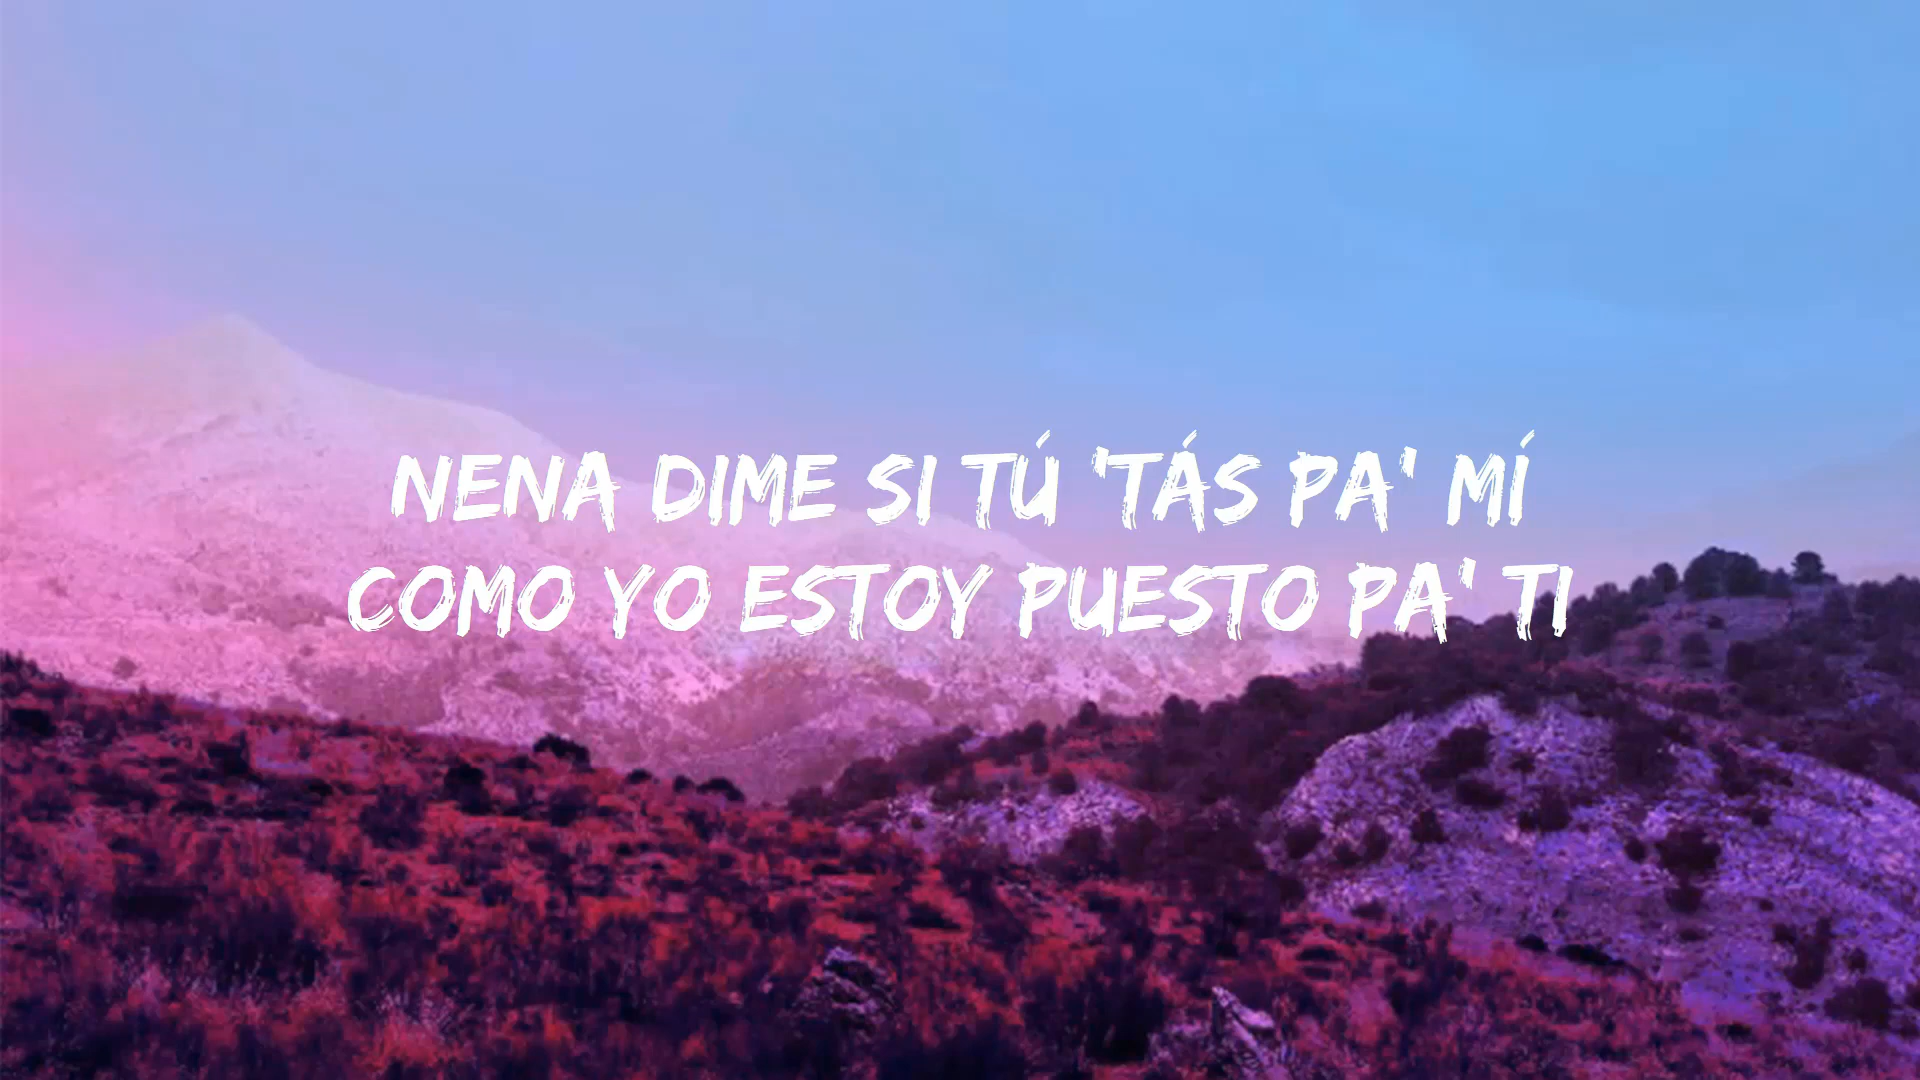 NENA DIME SI TÚ 'TÁS PA' MÍ
COMO YO ESTOY PUESTO PA' TI